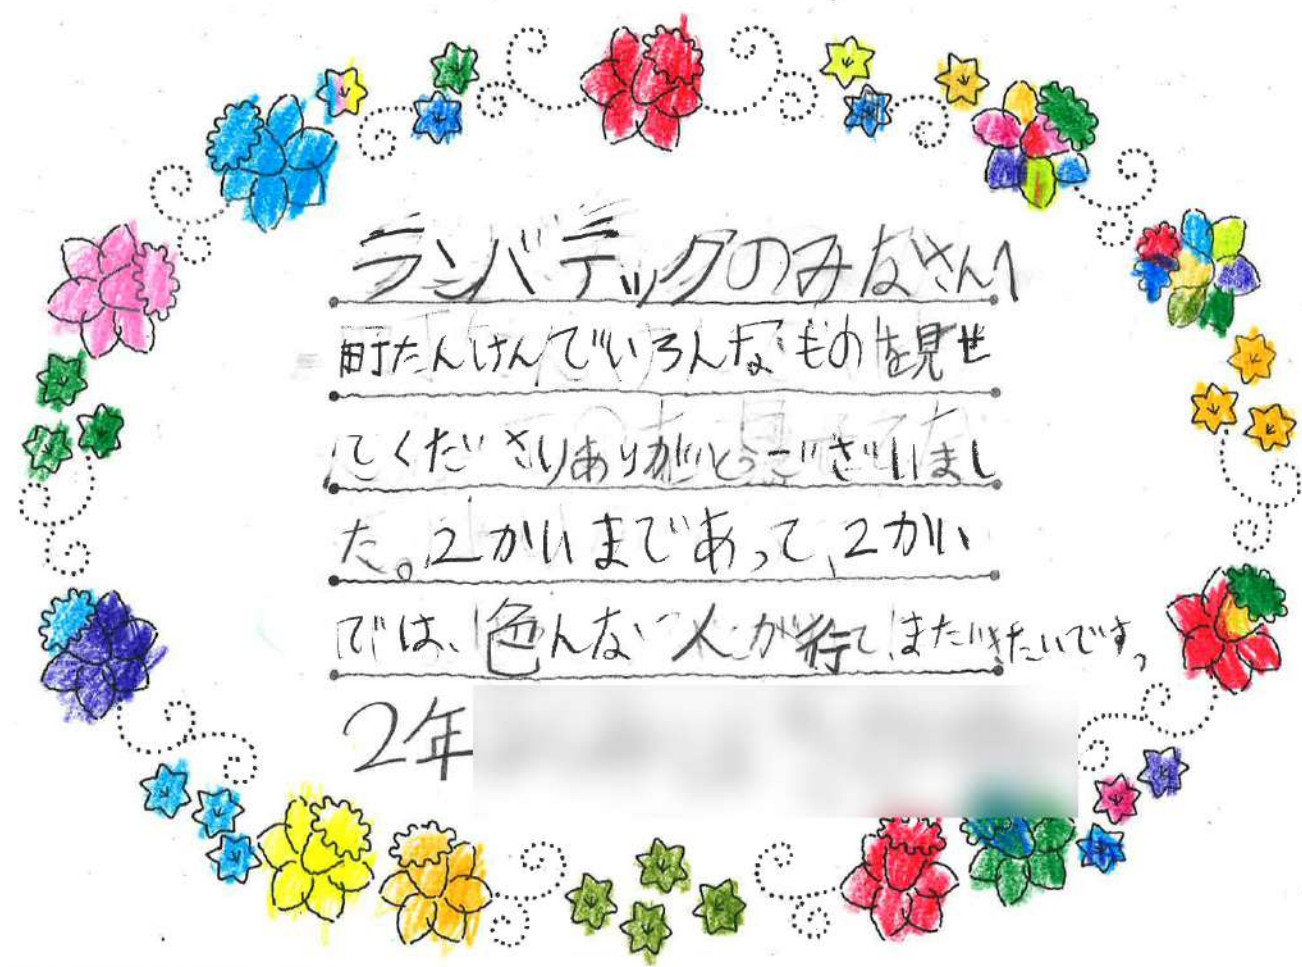 ランバテックのみなさんへ
町たんけんでいろんなものを見せ
てくださりありがとうございまし
た。2かいまであって、2かい
では、色んな人が行てまたいきたいです。
2年